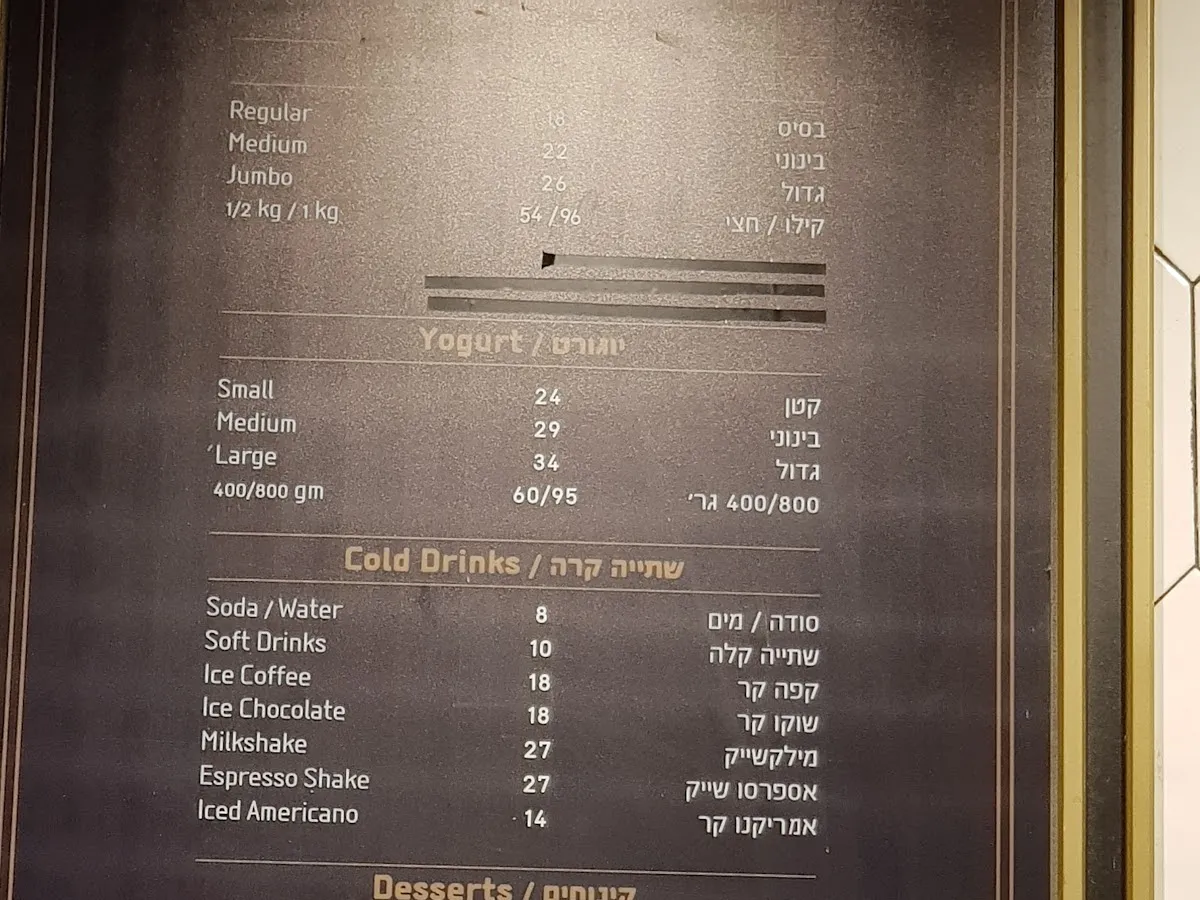 Regular 18 בסיס
Medium 22 בינוני
Jumbo 26 גדול
1/2 kg / 1 kg 54/96 קילו / חצי
Yogurt / יוגורט
Small 24 קטן
Medium 29 בינוני
Large 34 גדול
400/800 gm 60/95 400/800 גר'
Cold Drinks / שתייה קרה
Soda / Water 8 סודה / מים
Soft Drinks 10 שתייה קלה
Ice Coffee 18 קפה קר
Ice Chocolate 18 שוקו קר
Milkshake 27 מילקשייק
Espresso Shake 27 אספרסו שייק
Iced Americano 14 אמריקנו קר
Desserts / קינוחים